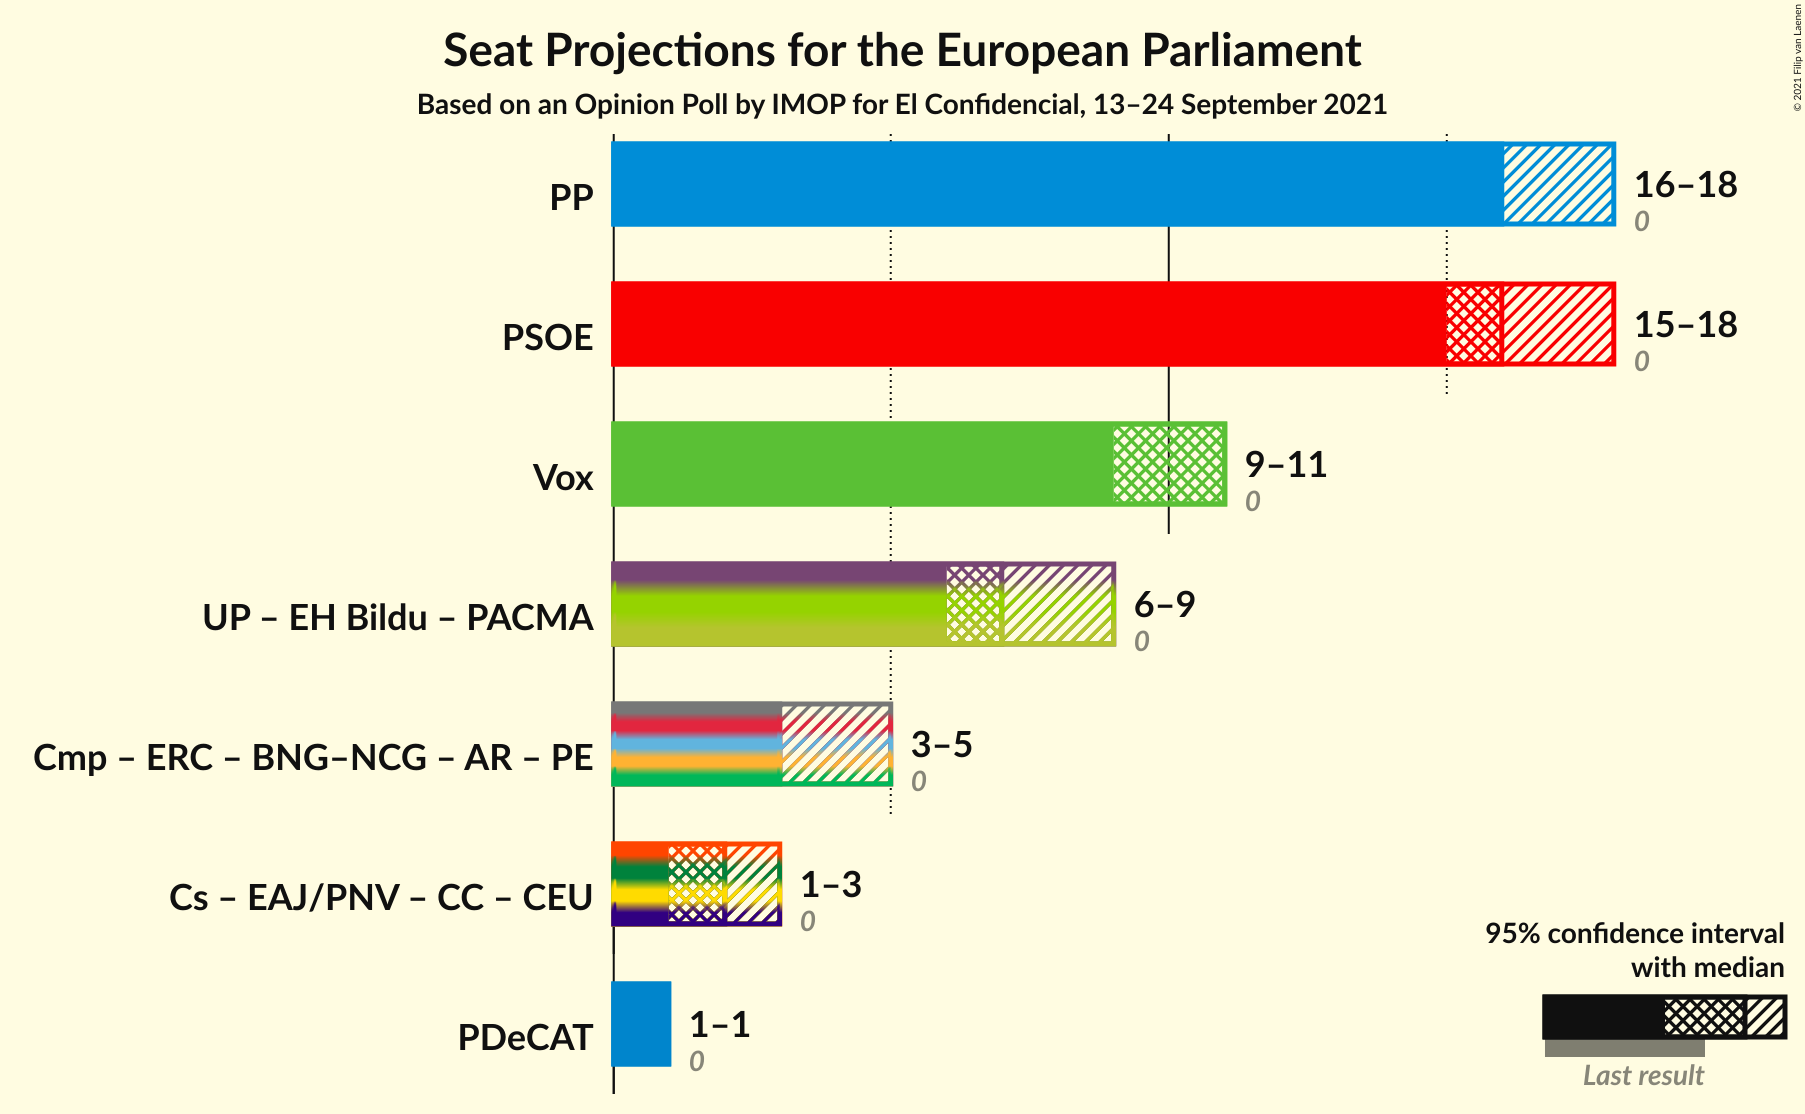 Seat Projections for the European Parliament
Based on an Opinion Poll by IMOP for El Confidencial, 13–24 September 2021
© 2021 Filip van Laenen
PP
16–18
0
PSOE
15–18
0
Vox
9–11
0
UP – EH Bildu – PACMA
6–9
0
Cmp – ERC – BNG–NCG – AR – PE
3–5
0
Cs – EAJ/PNV – CC – CEU
1–3
0
PDeCAT
1–1
0
95% confidence interval
with median
Last result